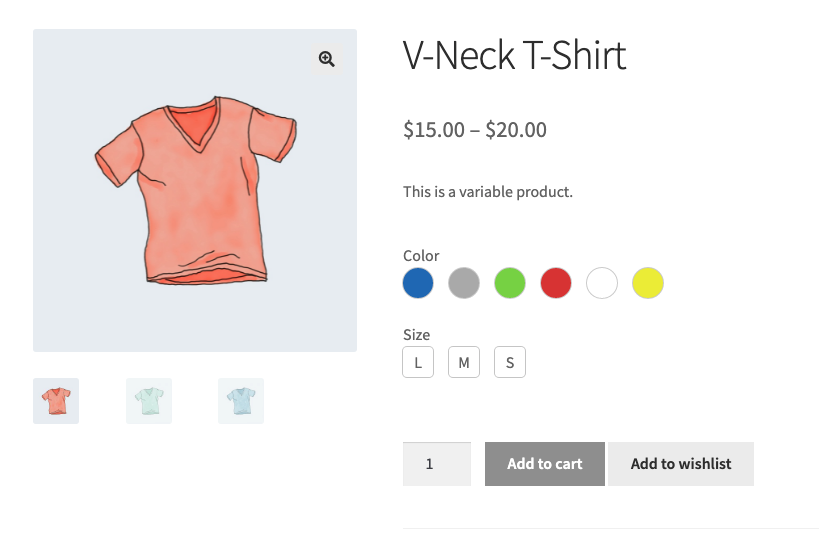 V-Neck T-Shirt
$15.00 – $20.00
This is a variable product.
Color
Size
L M S
1 Add to cart Add to wishlist